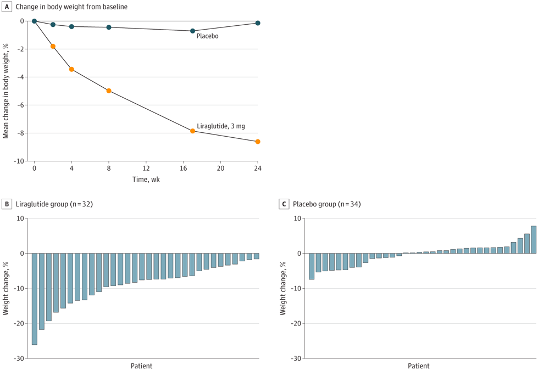 A Change in body weight from baseline
0
-2
-4
-6
-8
-10
Mean change in body weight, %
Placebo
Liraglutide, 3 mg
0 4 8 12 16 20 24
Time, wk
B Liraglutide group (n = 32)
10
0
-10
-20
-30
Weight change, %
Patient
C Placebo group (n = 34)
10
0
-10
-20
-30
Weight change, %
Patient